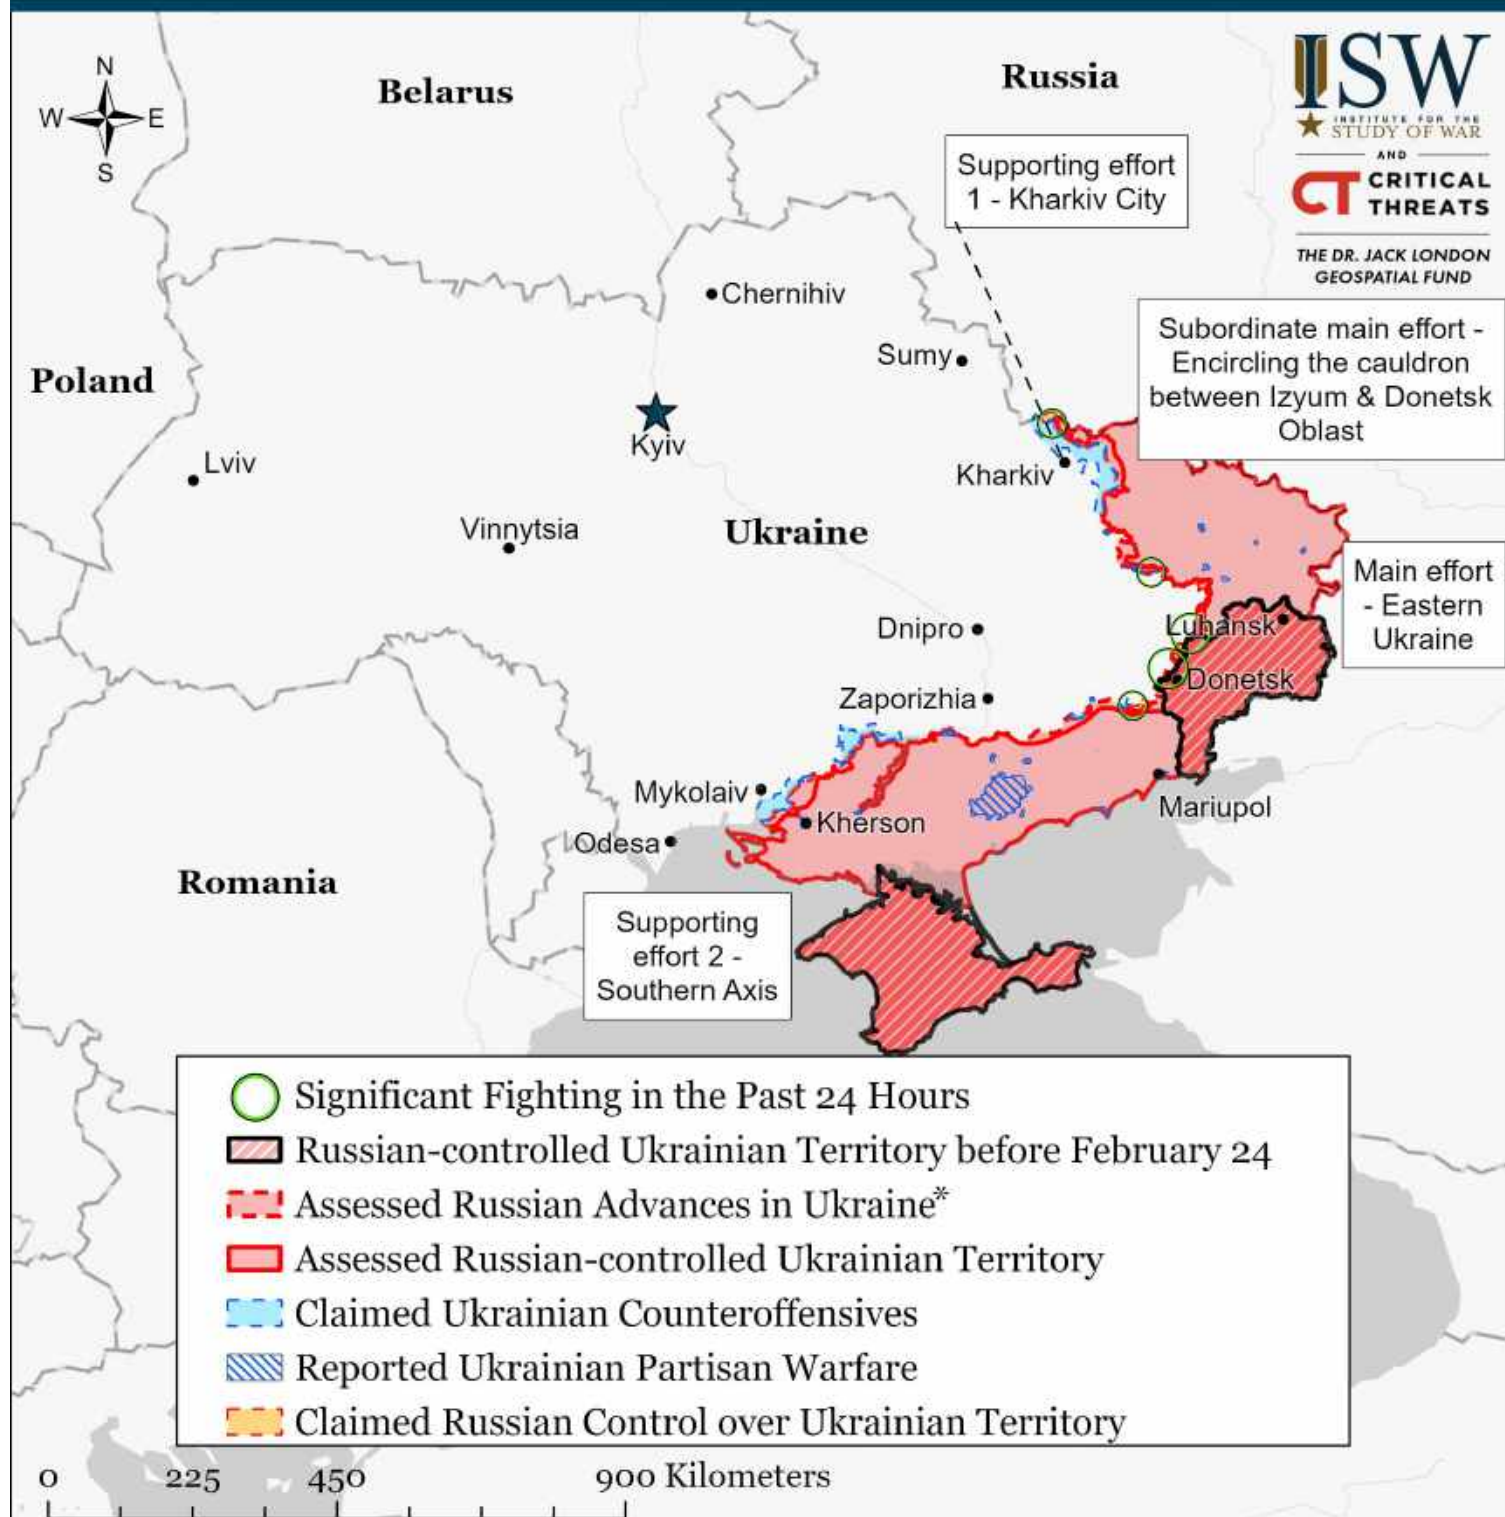 N
W E
S
Belarus
Russia
ISW
INSTITUTE FOR THE
STUDY OF WAR
AND
CT CRITICAL
THREATS
THE DR. JACK LONDON
GEOSPATIAL FUND
Supporting effort
1 - Kharkiv City
Chernihiv
Subordinate main effort -
Encircling the cauldron
between Izyum & Donetsk
Oblast
Sumy
Poland
Kyiv
Lviv
Kharkiv
Vinnytsia
Ukraine
Main effort
- Eastern
Ukraine
Dnipro
Luhansk
Donetsk
Zaporizhia
Mykolaiv
Mariupol
Kherson
Odesa
Romania
Supporting
effort 2 -
Southern Axis
Significant Fighting in the Past 24 Hours
Russian-controlled Ukrainian Territory before February 24
Assessed Russian Advances in Ukraine*
Assessed Russian-controlled Ukrainian Territory
Claimed Ukrainian Counteroffensives
Reported Ukrainian Partisan Warfare
Claimed Russian Control over Ukrainian Territory
0 225 450 900 Kilometers